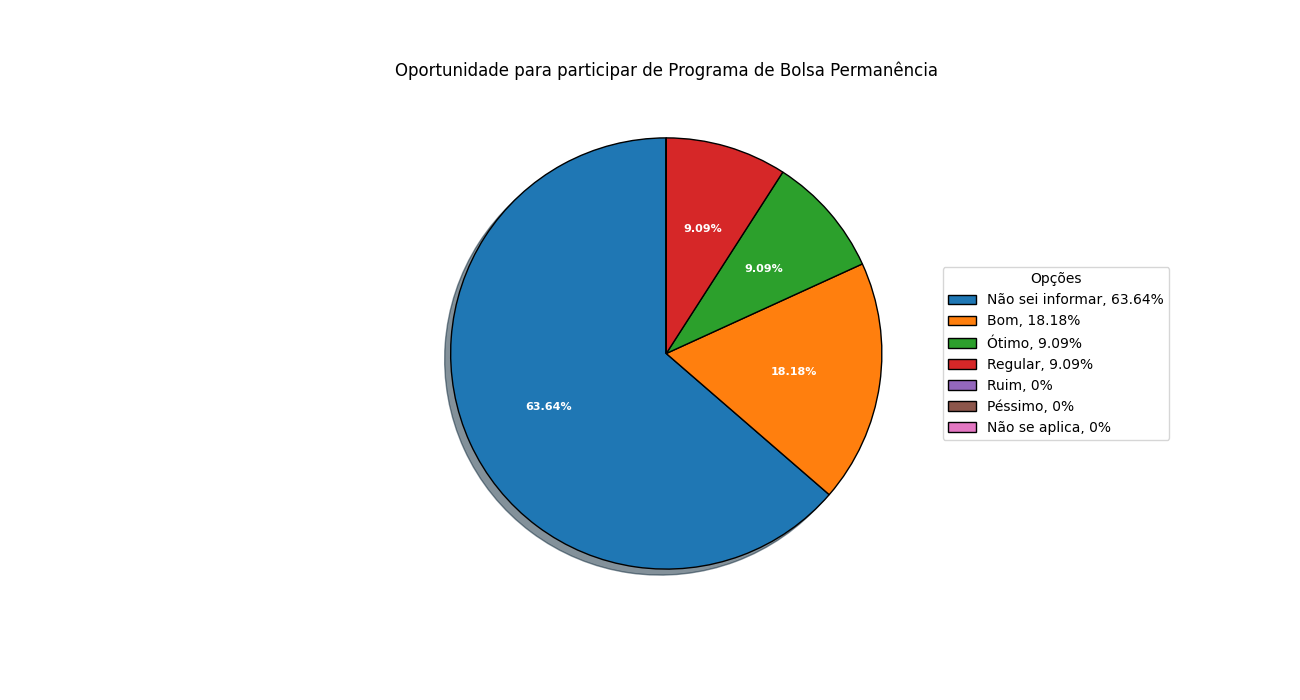 Oportunidade para participar de Programa de Bolsa Permanência
9.09%
9.09%
18.18%
63.64%
Opções
Não sei informar, 63.64%
Bom, 18.18%
Ótimo, 9.09%
Regular, 9.09%
Ruim, 0%
Péssimo, 0%
Não se aplica, 0%